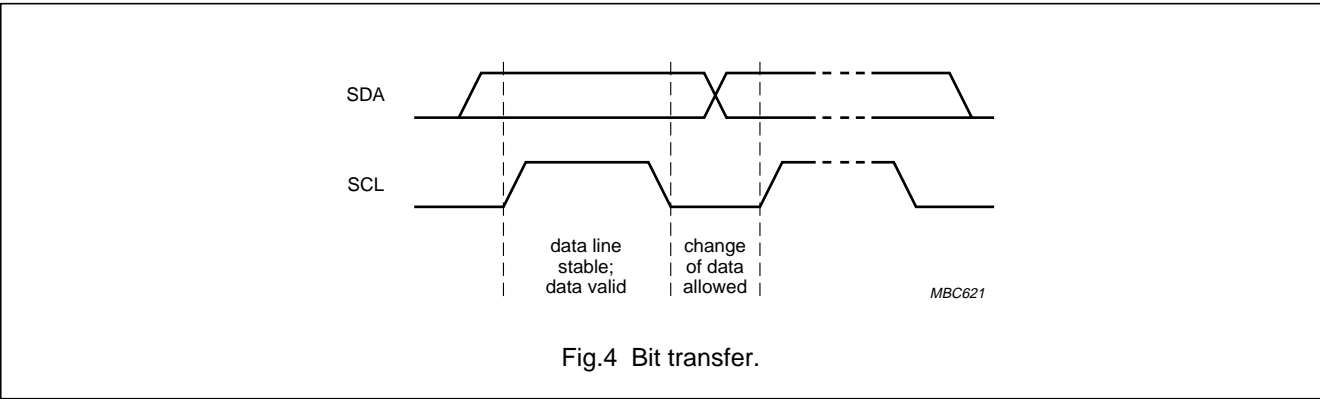 SDA
SCL
data line
stable;
data valid
change
of data
allowed
MBC621
Fig.4 Bit transfer.